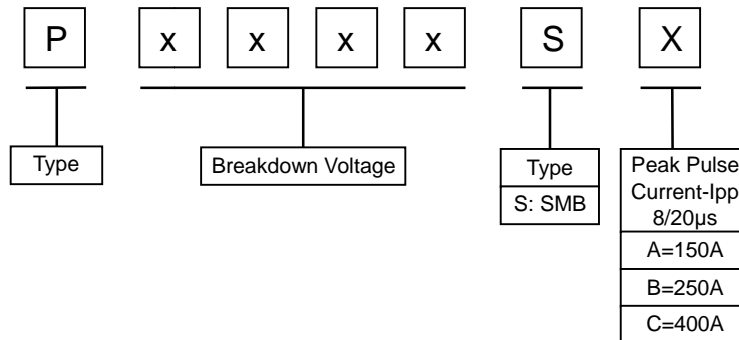 P x x x x S X
Type
Breakdown Voltage
Type
S: SMB
Peak Pulse
Current-Ipp
8/20µs
A=150A
B=250A
C=400A